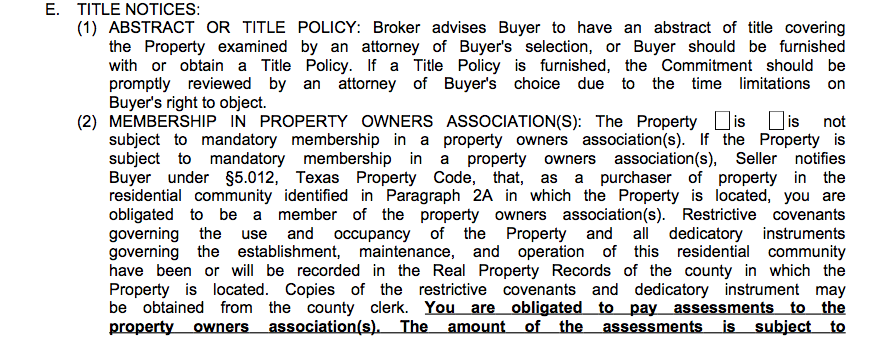 E. TITLE NOTICES:
(1) ABSTRACT OR TITLE POLICY: Broker advises Buyer to have an abstract of title covering
the Property examined by an attorney of Buyer's selection, or Buyer should be furnished
with or obtain a Title Policy. If a Title Policy is furnished, the Commitment should be
promptly reviewed by an attorney of Buyer's choice due to the time limitations on
Buyer's right to object.
(2) MEMBERSHIP IN PROPERTY OWNERS ASSOCIATION(S): The Property □is □is not
subject to mandatory membership in a property owners association(s). If the Property is
subject to mandatory membership in a property owners association(s), Seller notifies
Buyer under §5.012, Texas Property Code, that, as a purchaser of property in the
residential community identified in Paragraph 2A in which the Property is located, you are
obligated to be a member of the property owners association(s). Restrictive covenants
governing the use and occupancy of the Property and all dedicatory instruments
governing the establishment, maintenance, and operation of this residential community
have been or will be recorded in the Real Property Records of the county in which the
Property is located. Copies of the restrictive covenants and dedicatory instrument may
be obtained from the county clerk. You are obligated to pay assessments to the
property owners association(s). The amount of the assessments is subject to